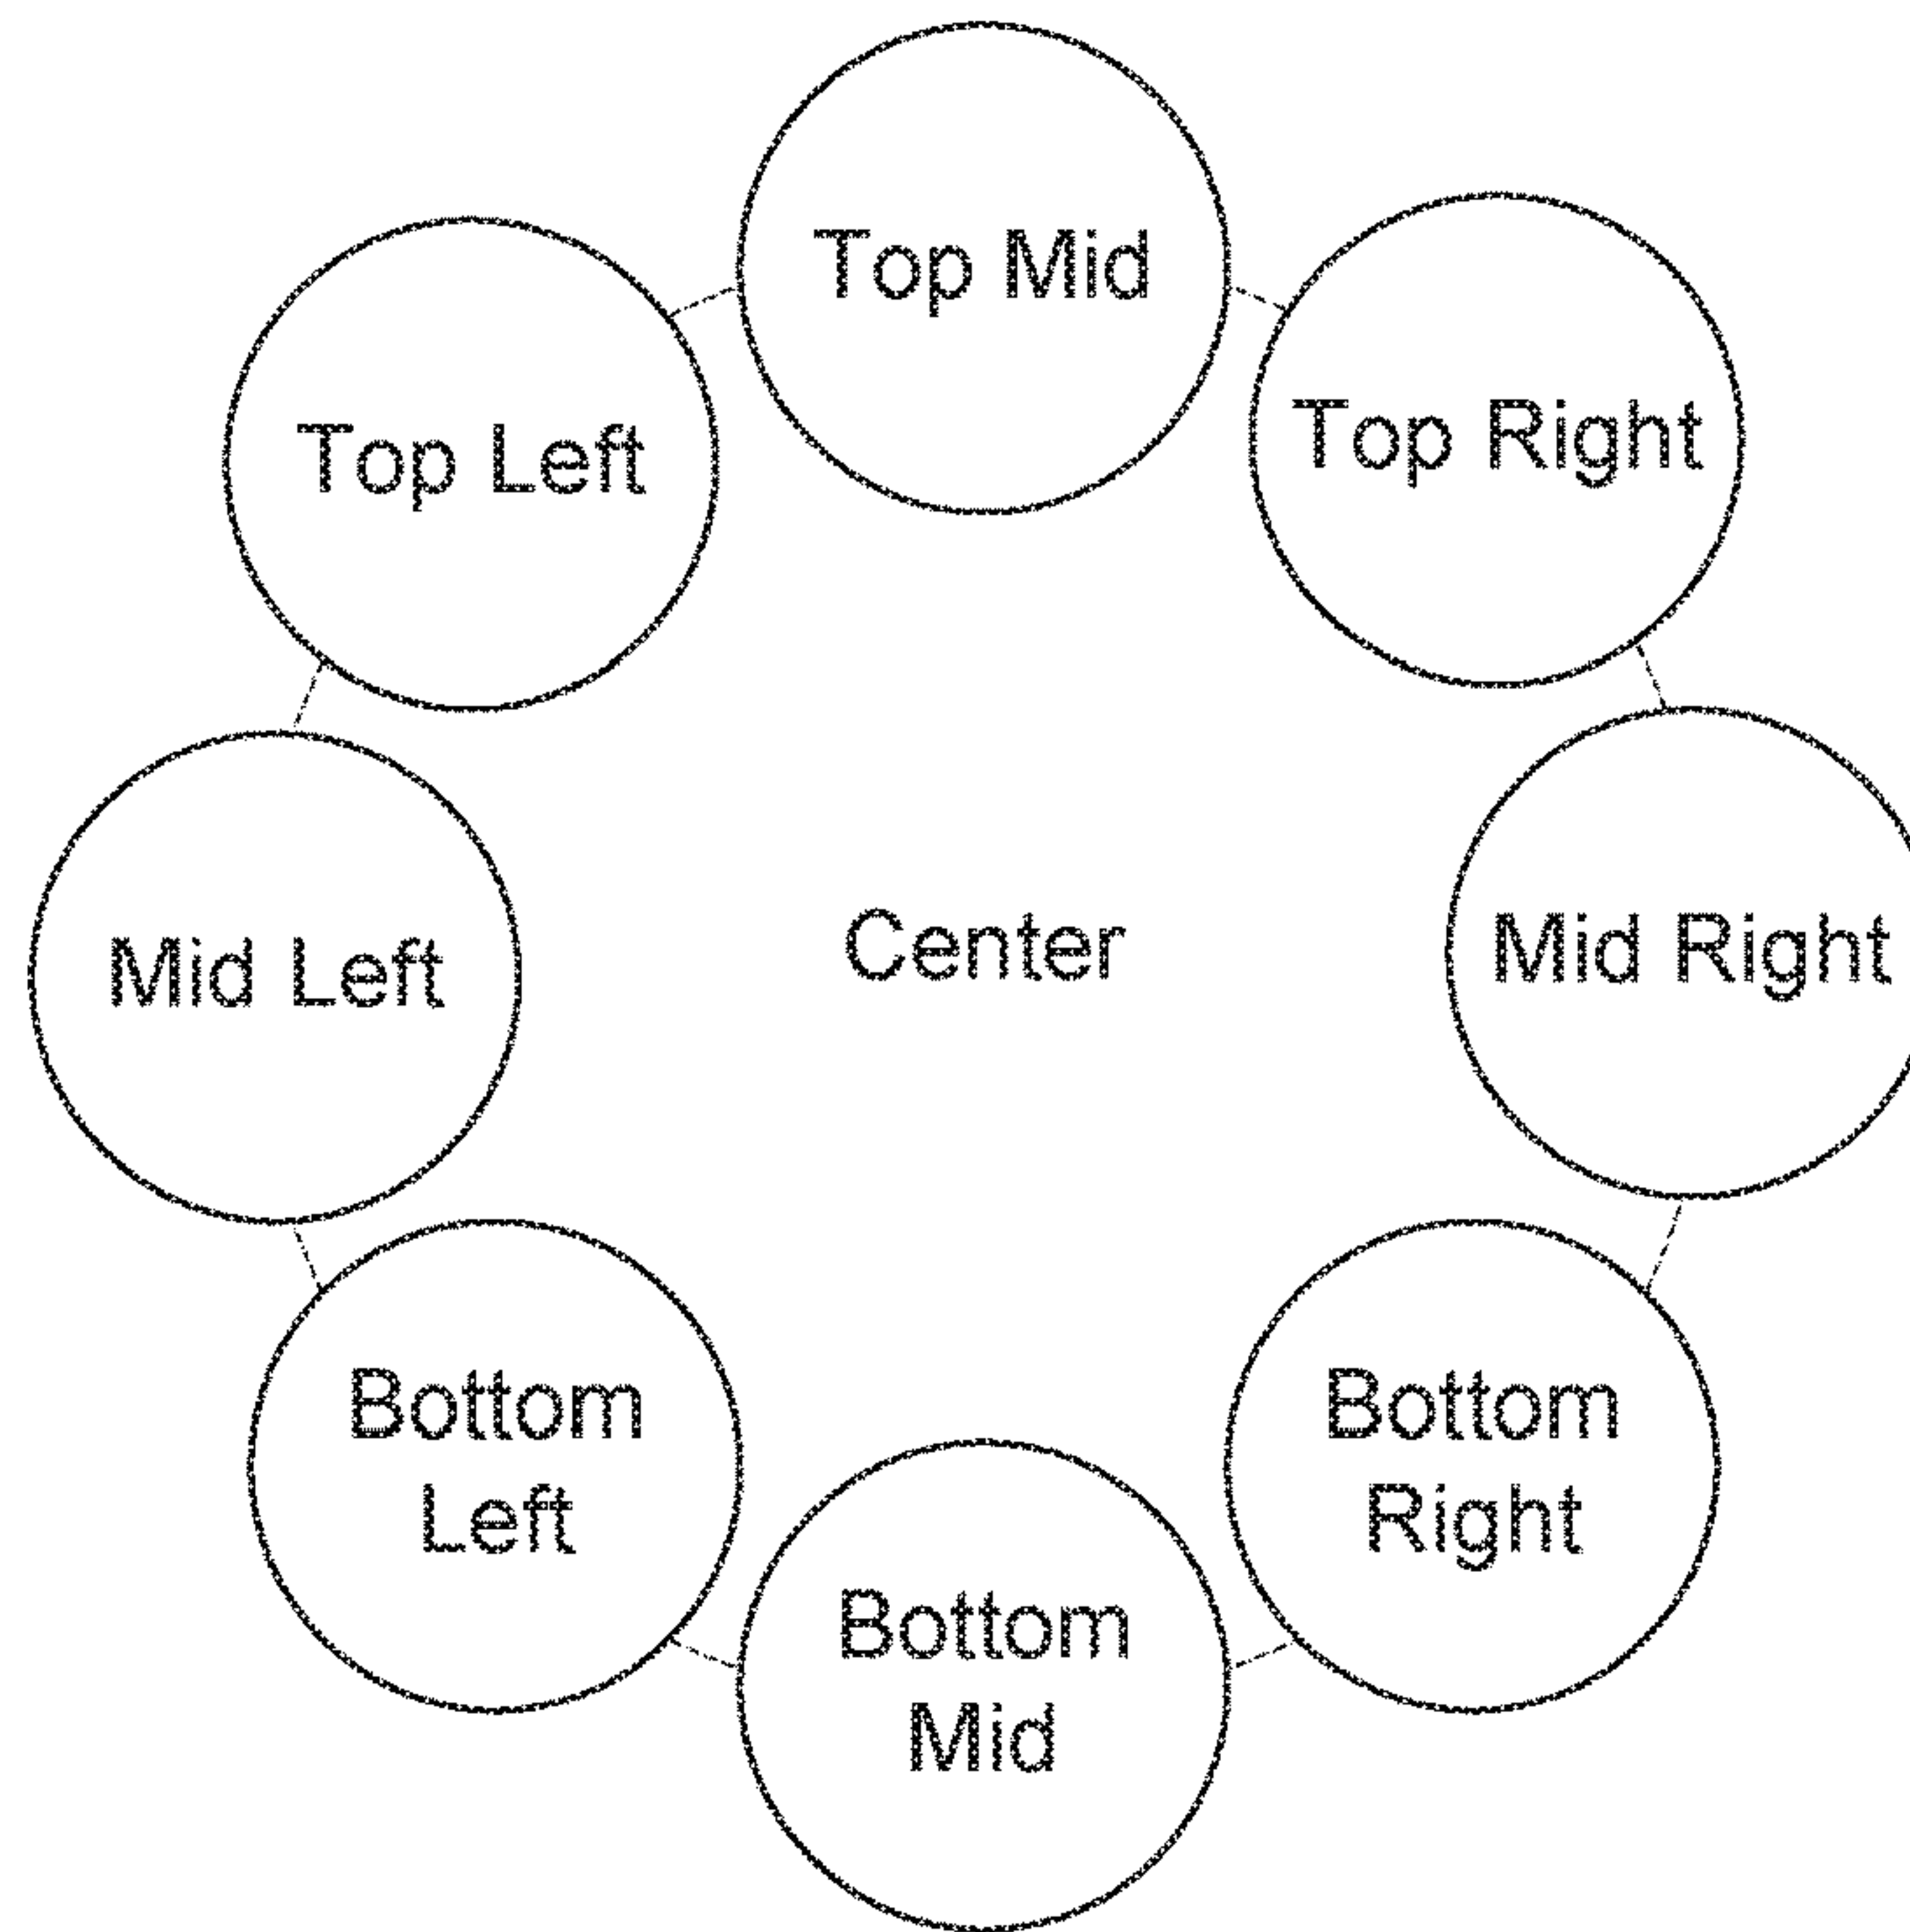 Top Mid
Top Left
Top Right
Mid Left
Center
Mid Right
Bottom
Left
Bottom
Right
Bottom
Mid